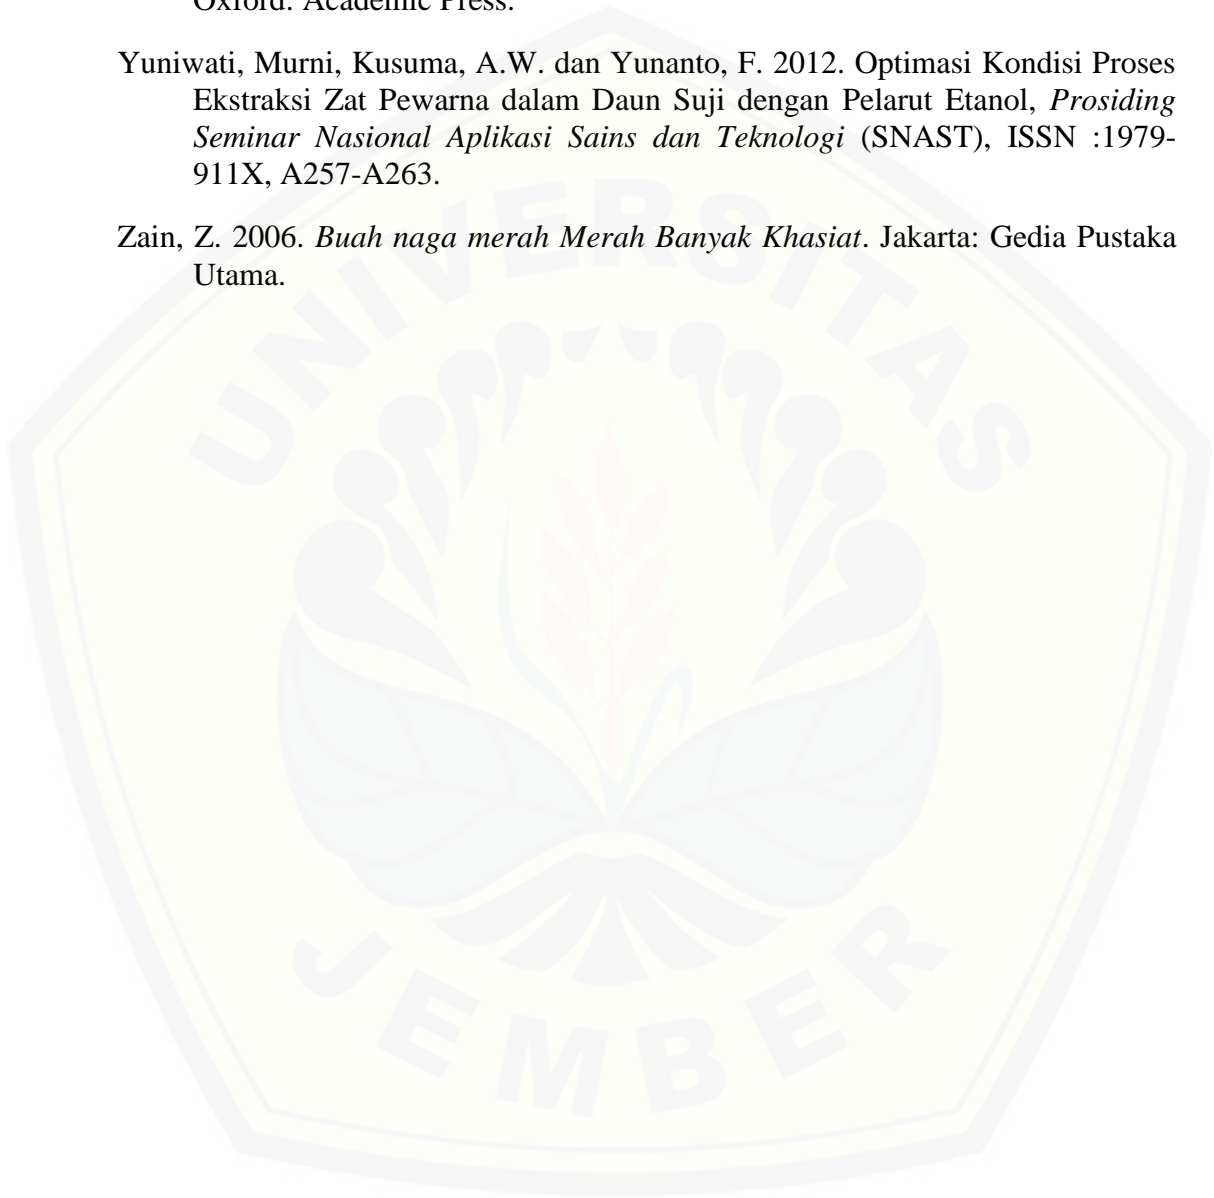 Oxford: Academic Press.
Yuniwati, Murni, Kusuma, A.W. dan Yunanto, F. 2012. Optimasi Kondisi Proses
Ekstraksi Zat Pewarna dalam Daun Suji dengan Pelarut Etanol, Prosiding
Seminar Nasional Aplikasi Sains dan Teknologi (SNAST), ISSN :1979-
911X, A257-A263.
Zain, Z. 2006. Buah naga merah Merah Banyak Khasiat. Jakarta: Gedia Pustaka
Utama.
UNIVERSITAS
JEMBER